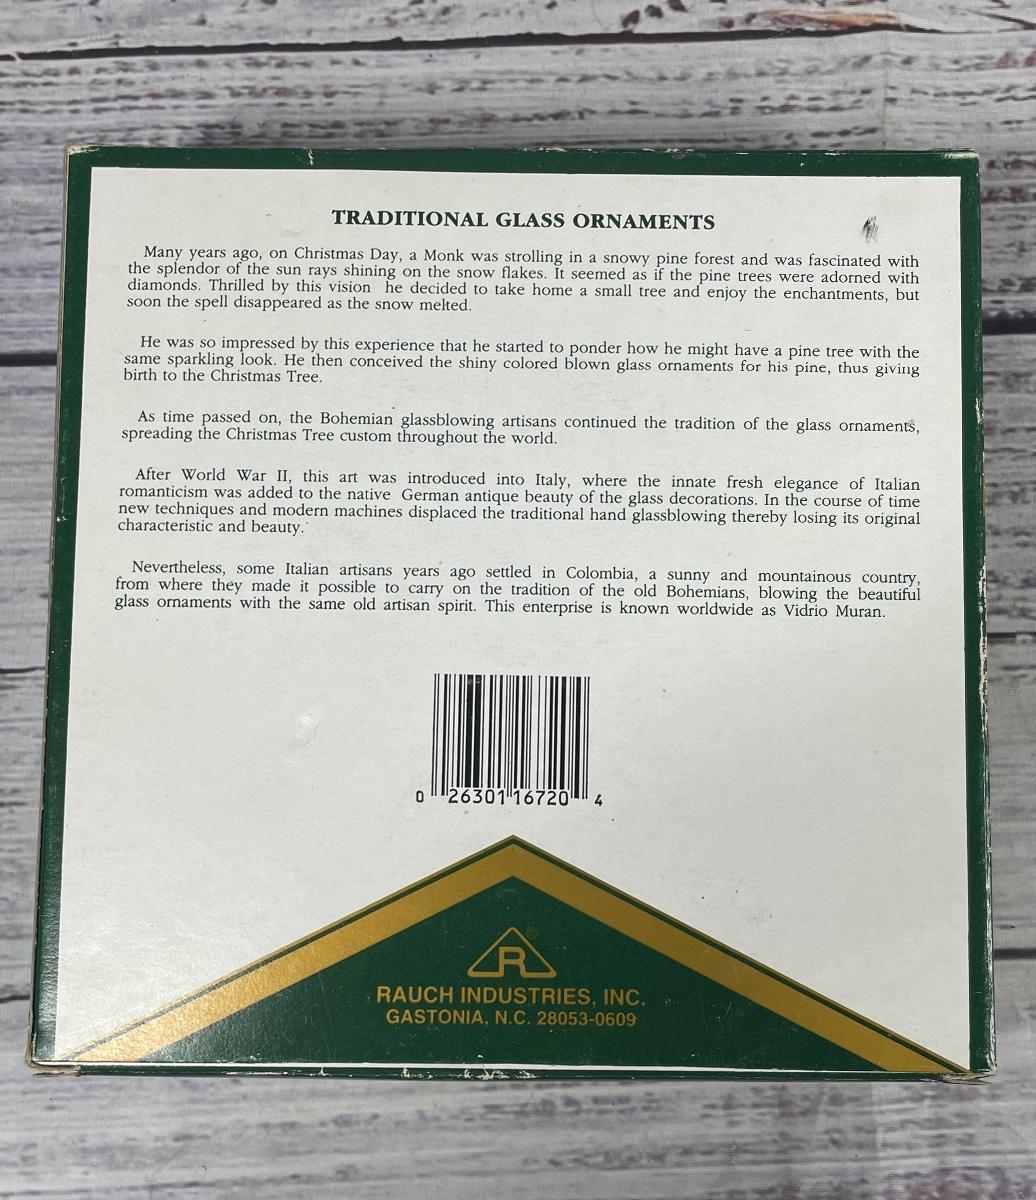 TRADITIONAL GLASS ORNAMENTS
Many years ago, on Christmas Day, a Monk was strolling in a snowy pine forest and was fascinated with
the splendor of the sun rays shining on the snow flakes. It seemed as if the pine trees were adorned with
diamonds. Thrilled by this vision he decided to take home a small tree and enjoy the enchantments, but
soon the spell disappeared as the snow melted.
He was so impressed by this experience that he started to ponder how he might have a pine tree with the
same sparkling look. He then conceived the shiny colored blown glass ornaments for his pine, thus giving
birth to the Christmas Tree.
As time passed on, the Bohemian glassblowing artisans continued the tradition of the glass ornaments,
spreading the Christmas Tree custom throughout the world.
After World War II, this art was introduced into Italy, where the innate fresh elegance of Italian
romanticism was added to the native German antique beauty of the glass decorations. In the course of time
new techniques and modern machines displaced the traditional hand glassblowing thereby losing its original
characteristic and beauty.
Nevertheless, some Italian artisans years ago settled in Colombia, a sunny and mountainous country,
from where they made it possible to carry on the tradition of the old Bohemians, blowing the beautiful
glass ornaments with the same old artisan spirit. This enterprise is known worldwide as Vidrio Muran.
0 26301 16720 4
R
RAUCH INDUSTRIES, INC.
GASTONIA, N.C. 28053-0609